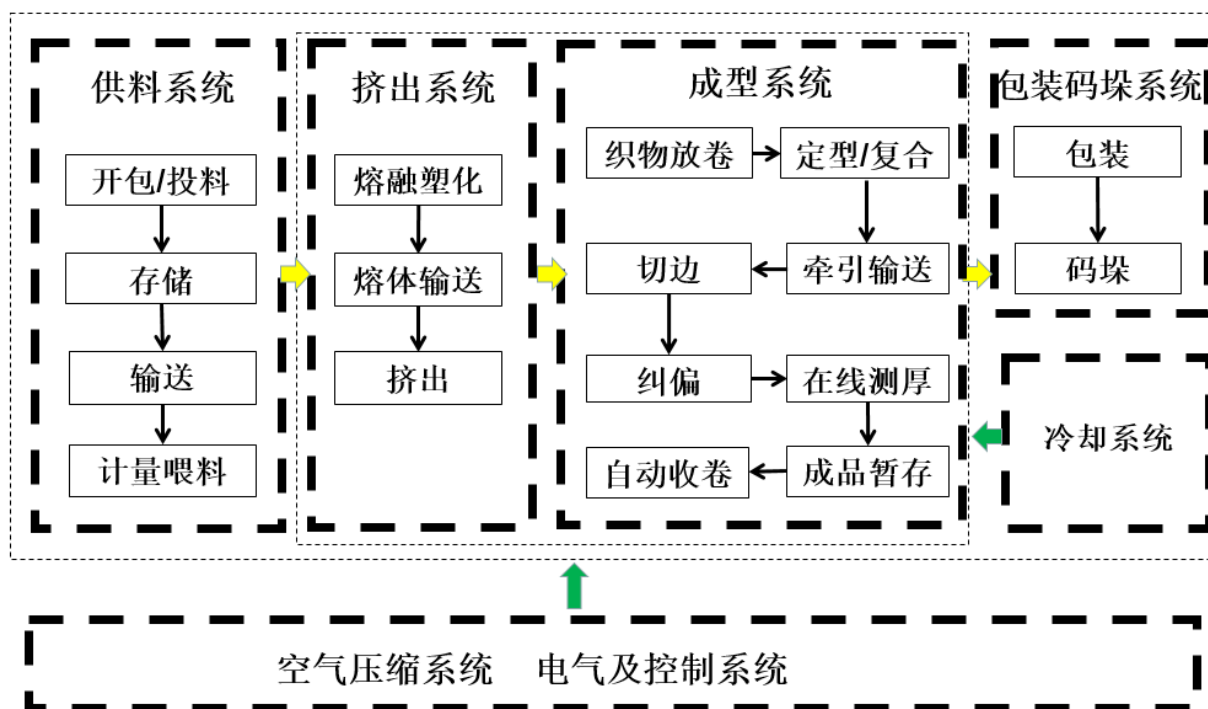 供料系统
开包/投料
存储
输送
计量喂料
挤出系统
熔融塑化
熔体输送
挤出
成型系统
织物放卷
定型/复合
牵引输送
切边
纠偏
在线测厚
成品暂存
自动收卷
包装码垛系统
包装
码垛
冷却系统
空气压缩系统 电气及控制系统